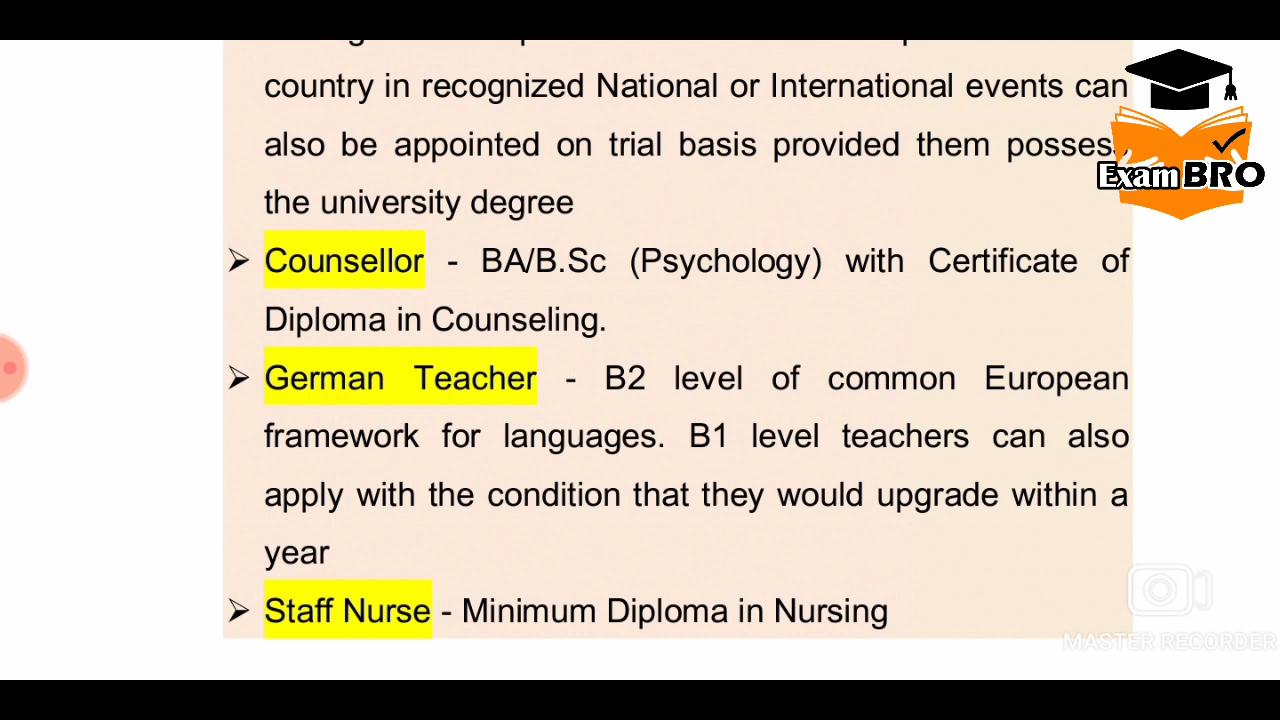 country in recognized National or International events can
also be appointed on trial basis provided them possess
the university degree
➢ Counsellor - BA/B.Sc (Psychology) with Certificate of
Diploma in Counseling.
➢ German Teacher - B2 level of common European
framework for languages. B1 level teachers can also
apply with the condition that they would upgrade within a
year
➢ Staff Nurse - Minimum Diploma in Nursing
Exam BRO
MASTER RECORDER